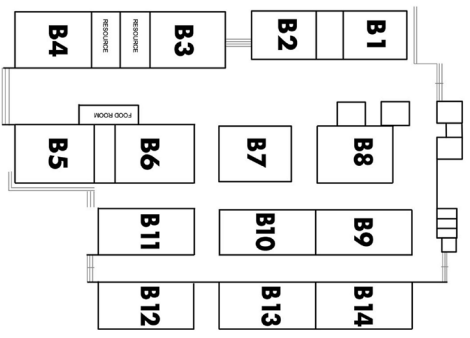 B4
RESOURCE
RESOURCE
B3
B2
B1
FOOD ROOM
B5
B6
B7
B8
B11
B10
B9
B12
B13
B14